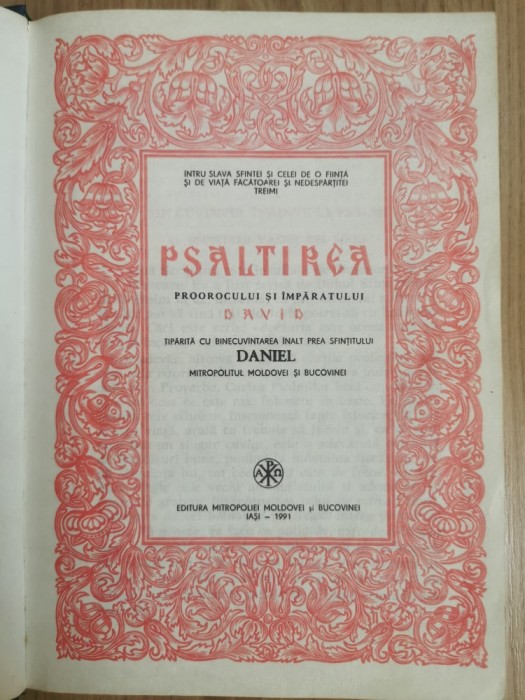 INTRU SLAVA SFINTEI ȘI CELEI DE O FIINȚĂ
ȘI DE VIAȚĂ FĂCĂTOAREI ȘI NEDESPĂRȚITEI
TREIMI
PSALTIREA
PROOROCULUI ȘI ÎMPĂRATULUI
DAVID
TIPĂRITĂ CU BINECUVÎNTAREA ÎNALT PREA SFINȚITULUI
DANIEL
MITROPOLITUL MOLDOVEI ȘI BUCOVINEI
Α Ρ Ω
EDITURA MITROPOLIEI MOLDOVEI și BUCOVINEI
IAȘI – 1991